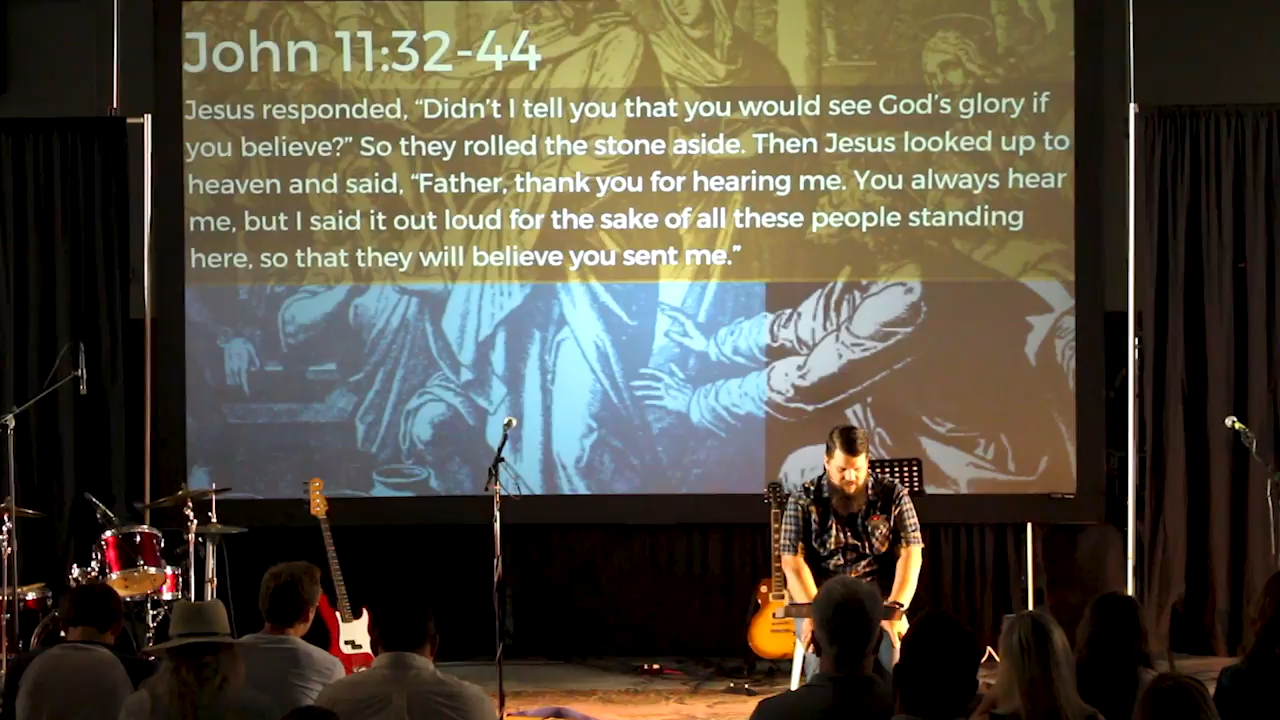 John 11:32-44
Jesus responded, “Didn’t I tell you that you would see God’s glory if
you believe?” So they rolled the stone aside. Then Jesus looked up to
heaven and said, “Father, thank you for hearing me. You always hear
me, but I said it out loud for the sake of all these people standing
here, so that they will believe you sent me.”